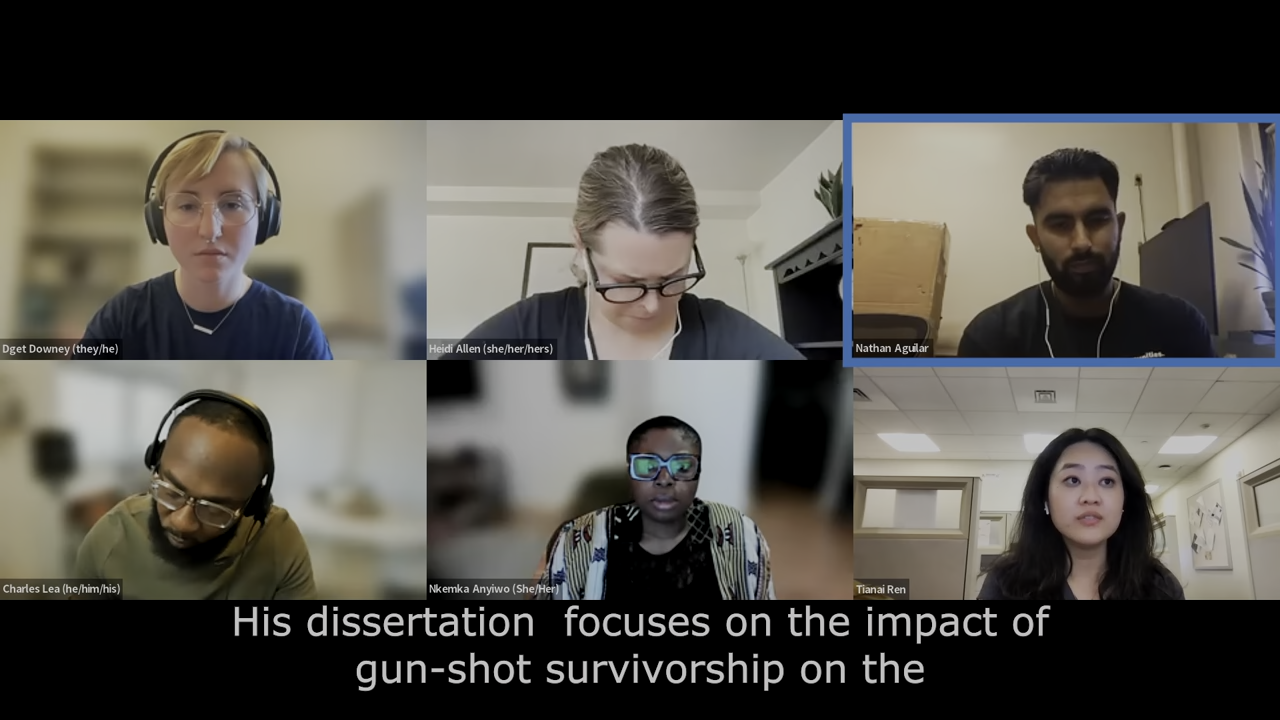 Dget Downey (they/he)
Heidi Allen (she/her/hers)
Nathan Aguilar
Charles Lea (he/him/his)
Nkemka Anyiwo (She/Her)
Tianai Ren
His dissertation  focuses on the impact of
gun-shot survivorship on the